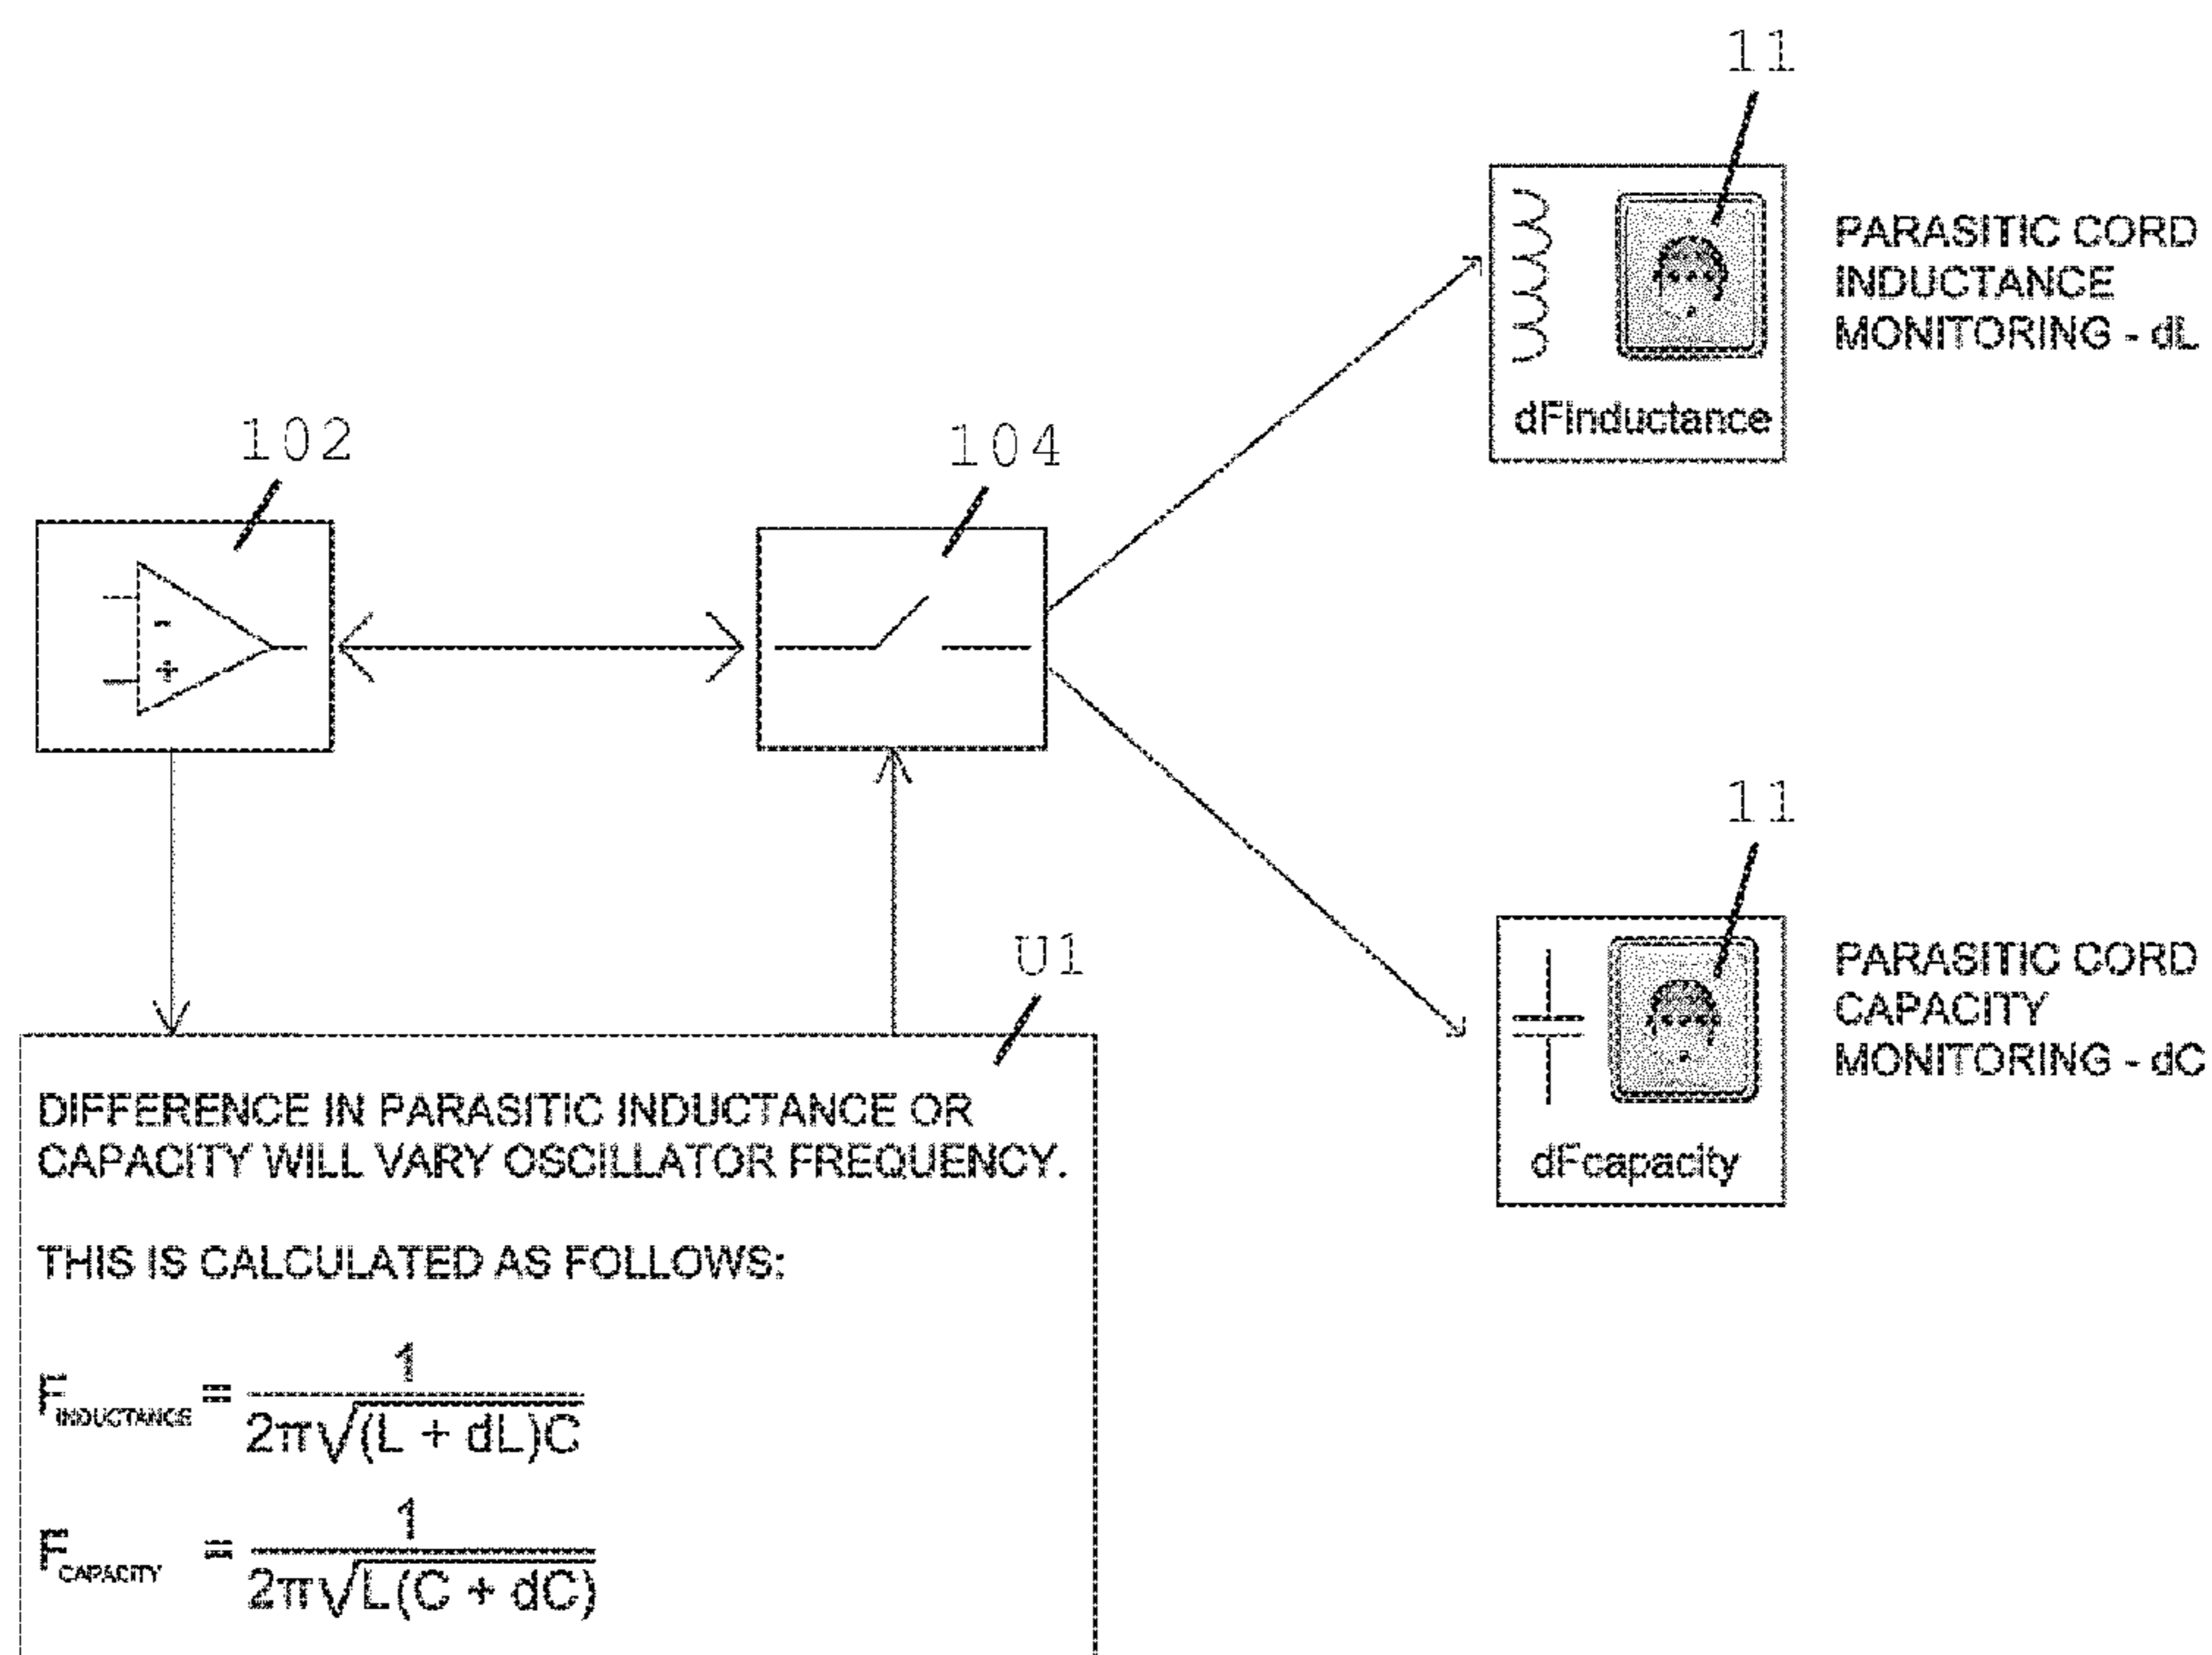 11
PARASITIC CORD
INDUCTANCE
MONITORING - dL
dFinductance
102
104
-
+
11
PARASITIC CORD
CAPACITY
MONITORING - dC
dFcapacity
U1
DIFFERENCE IN PARASITIC INDUCTANCE OR
CAPACITY WILL VARY OSCILLATOR FREQUENCY.
THIS IS CALCULATED AS FOLLOWS:
F INDUCTANCE = 1 / 2π√(L + dL)C
F CAPACITY = 1 / 2π√L(C + dC)